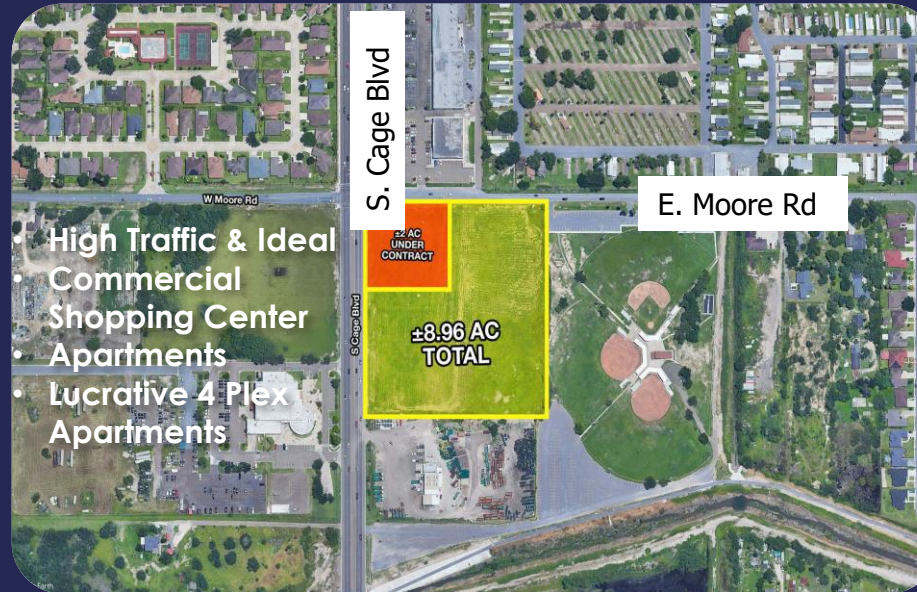 S. Cage Blvd
W Moore Rd
E. Moore Rd
• High Traffic & Ideal
• Commercial
Shopping Center
• Apartments
• Lucrative 4 Plex
Apartments
±2 AC
UNDER
CONTRACT
S Cage Blvd
±8.96 AC
TOTAL
Earth